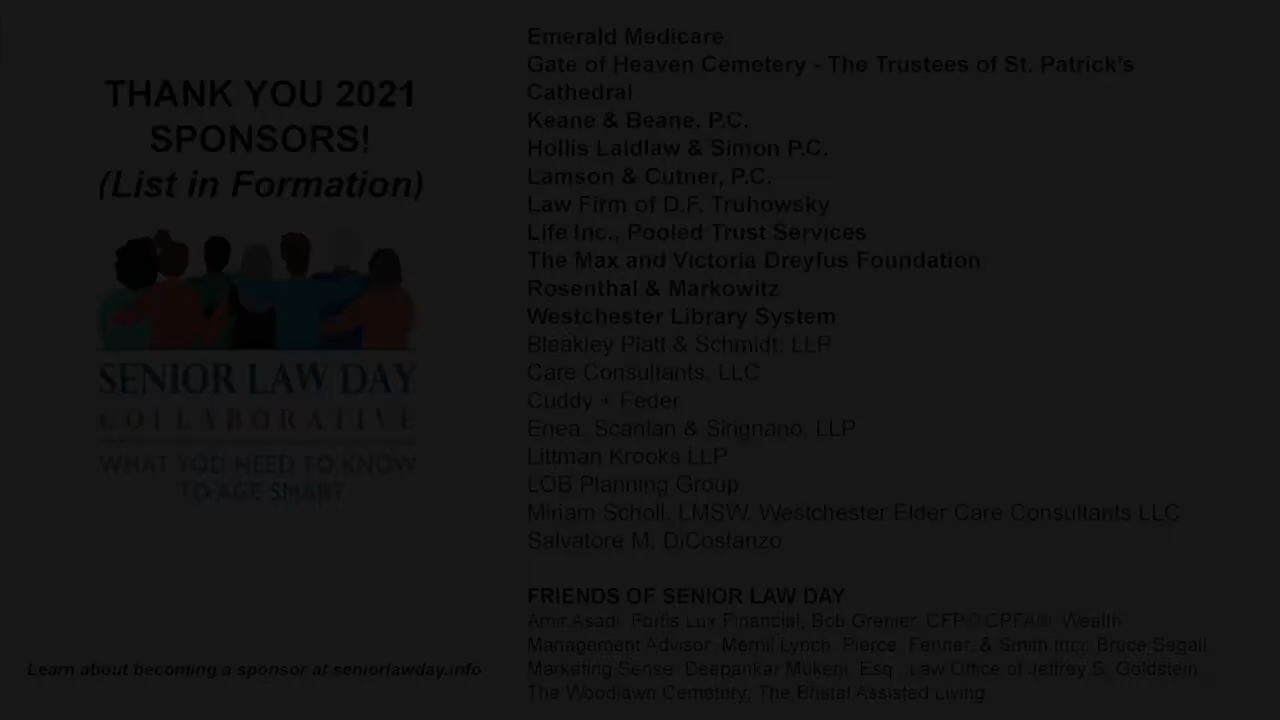 THANK YOU 2021
SPONSORS!
(List in Formation)
SENIOR LAW DAY
COLLABORATIVE
WHAT YOU NEED TO KNOW
TO AGE SMART
Learn about becoming a sponsor at seniorlawday.info
Emerald Medicare
Gate of Heaven Cemetery - The Trustees of St. Patrick's
Cathedral
Keane & Beane, P.C.
Hollis Laidlaw & Simon P.C.
Lamson & Cutner, P.C.
Law Firm of D.F. Truhowsky
Life Inc., Pooled Trust Services
The Max and Victoria Dreyfus Foundation
Rosenthal & Markowitz
Westchester Library System
Bleakley Platt & Schmidt, LLP
Care Consultants, LLC
Cuddy + Feder
Enea, Scanlan & Sirignano, LLP
Littman Krooks LLP
LOB Planning Group
Miriam Scholl, LMSW, Westchester Elder Care Consultants LLC
Salvatore M. DiCostanzo
FRIENDS OF SENIOR LAW DAY
Amir Asadi, Fortis Lux Financial, Bob Grenier, CFP® CPFA®, Wealth
Management Advisor, Merrill Lynch, Pierce, Fenner, & Smith Inc., Bruce Segall,
Marketing Sense, Deepankar Mukerji, Esq., Law Office of Jeffrey S. Goldstein,
The Woodlawn Cemetery, The Bristal Assisted Living